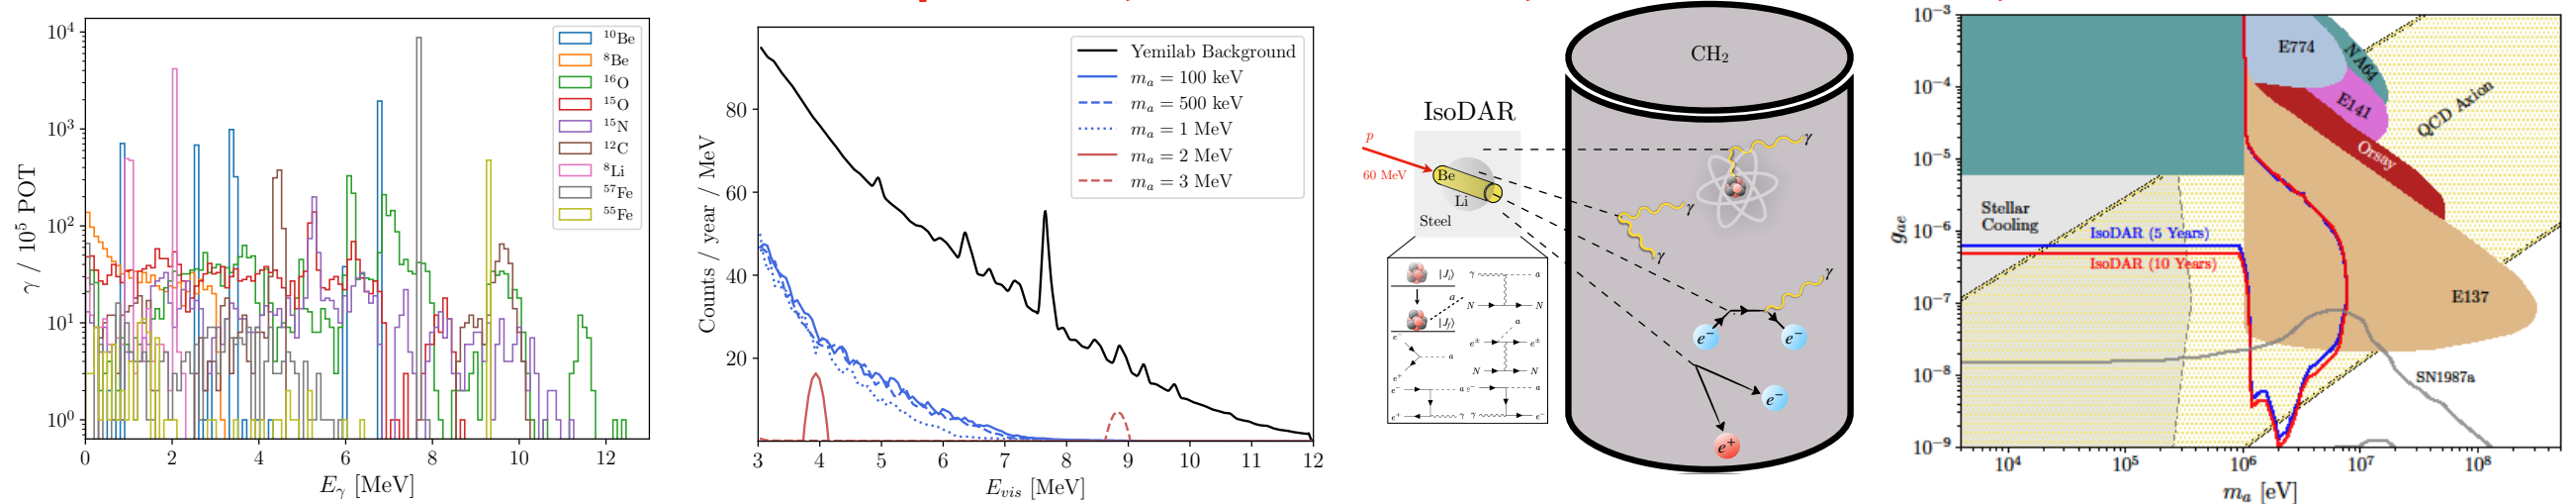 10⁴
10³
10²
10¹
10⁰
γ / 10⁵ POT
0 2 4 6 8 10 12
E_γ [MeV]
¹⁰Be
⁸Be
¹⁶O
¹⁵O
¹⁵N
¹²C
⁸Li
⁵⁷Fe
⁵⁵Fe
80
60
40
20
Counts / year / MeV
3 4 5 6 7 8 9 10 11 12
E_vis [MeV]
Yemilab Background
m_a = 100 keV
m_a = 500 keV
m_a = 1 MeV
m_a = 2 MeV
m_a = 3 MeV
IsoDAR
p
60 MeV
Be
Li
Steel
|J_i⟩
a
|J_f⟩
γ a
N N
a
e⁻
a
e⁺
e± e±
N N
e⁻ a
e⁺ γ
e⁻ a
γ e⁻
CH₂
γ
γ
γ
γ
e⁻ e⁻
e⁻
e⁺
10⁻³
10⁻⁴
10⁻⁵
10⁻⁶
10⁻⁷
10⁻⁸
10⁻⁹
g_ae
E774
NA64
E141
Orsay
QCD Axion
Stellar
Cooling
IsoDAR (5 Years)
IsoDAR (10 Years)
E137
SN1987a
10⁴ 10⁵ 10⁶ 10⁷ 10⁸
m_a [eV]